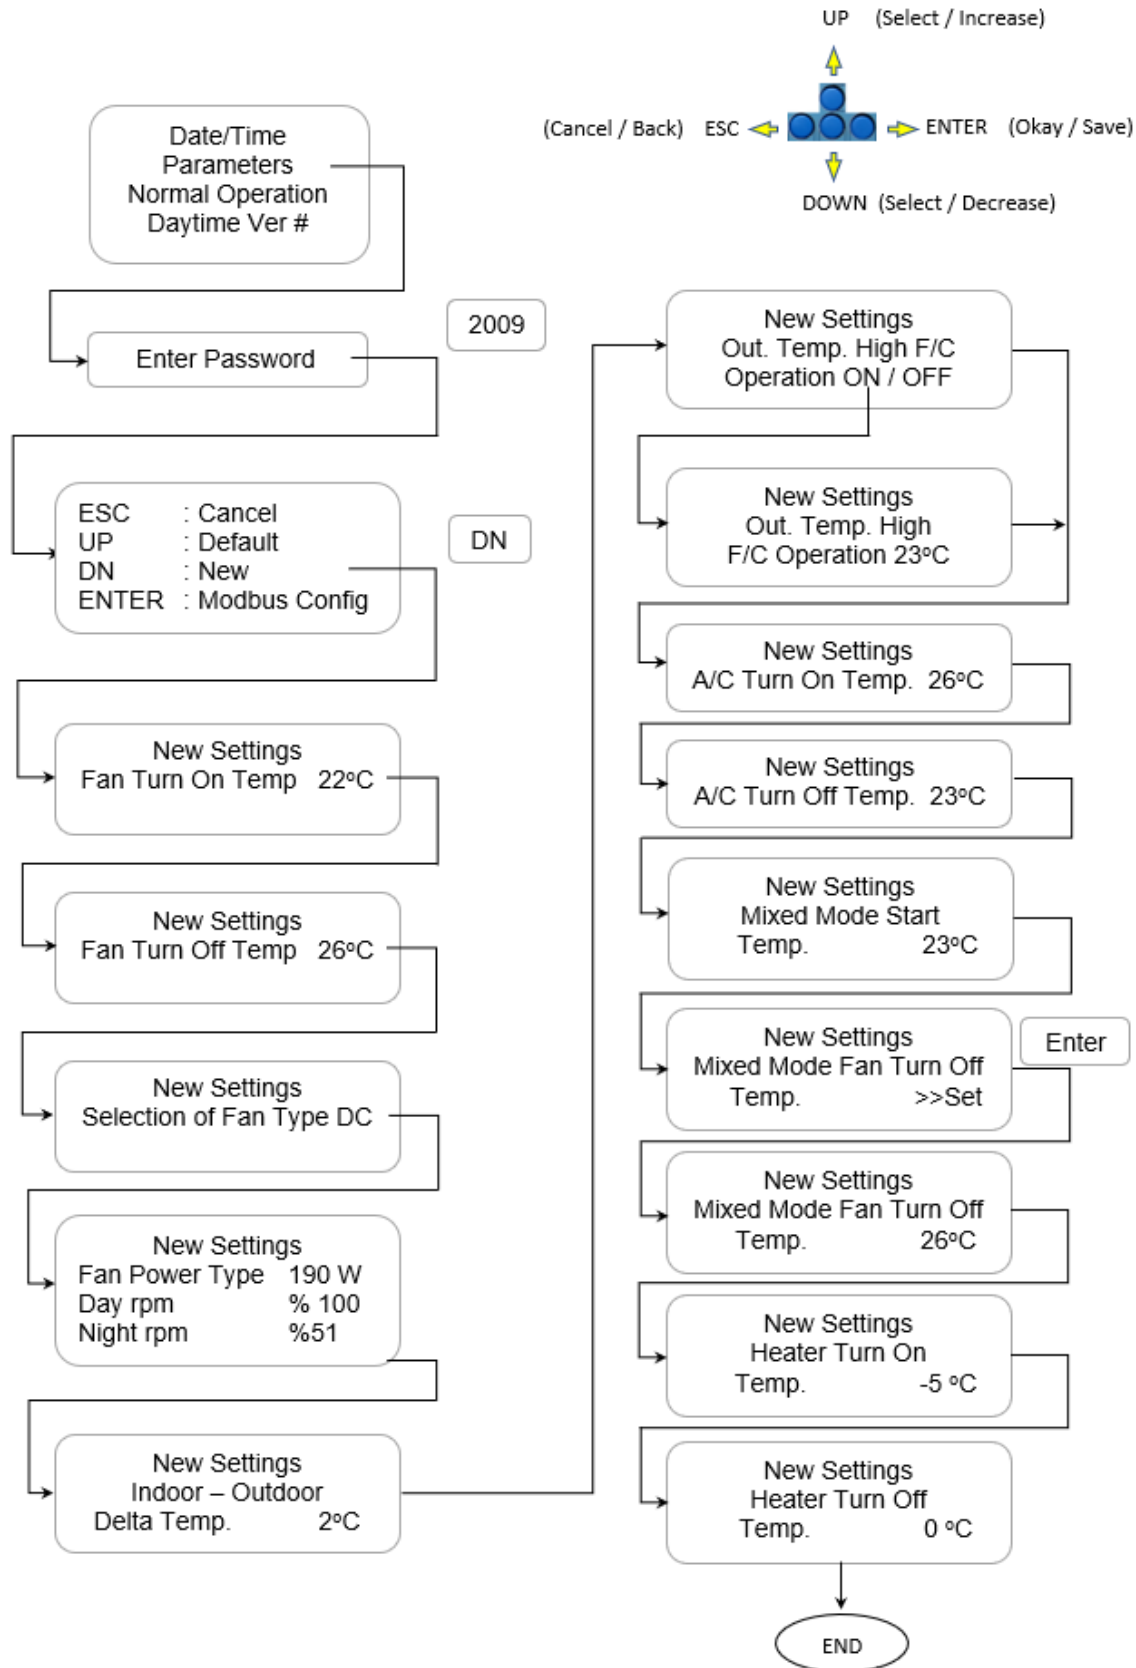 UP (Select / Increase)
(Cancel / Back) ESC ENTER (Okay / Save)
DOWN (Select / Decrease)
Date/Time
Parameters
Normal Operation
Daytime Ver #
2009
Enter Password
ESC : Cancel
UP : Default
DN : New
ENTER : Modbus Config
DN
New Settings
Fan Turn On Temp 22ºC
New Settings
Fan Turn Off Temp 26ºC
New Settings
Selection of Fan Type DC
New Settings
Fan Power Type 190 W
Day rpm % 100
Night rpm %51
New Settings
Indoor – Outdoor
Delta Temp. 2ºC
New Settings
Out. Temp. High F/C
Operation ON / OFF
New Settings
Out. Temp. High
F/C Operation 23ºC
New Settings
A/C Turn On Temp. 26ºC
New Settings
A/C Turn Off Temp. 23ºC
New Settings
Mixed Mode Start
Temp. 23ºC
New Settings
Mixed Mode Fan Turn Off
Temp. >>Set
Enter
New Settings
Mixed Mode Fan Turn Off
Temp. 26ºC
New Settings
Heater Turn On
Temp. -5 ºC
New Settings
Heater Turn Off
Temp. 0 ºC
END